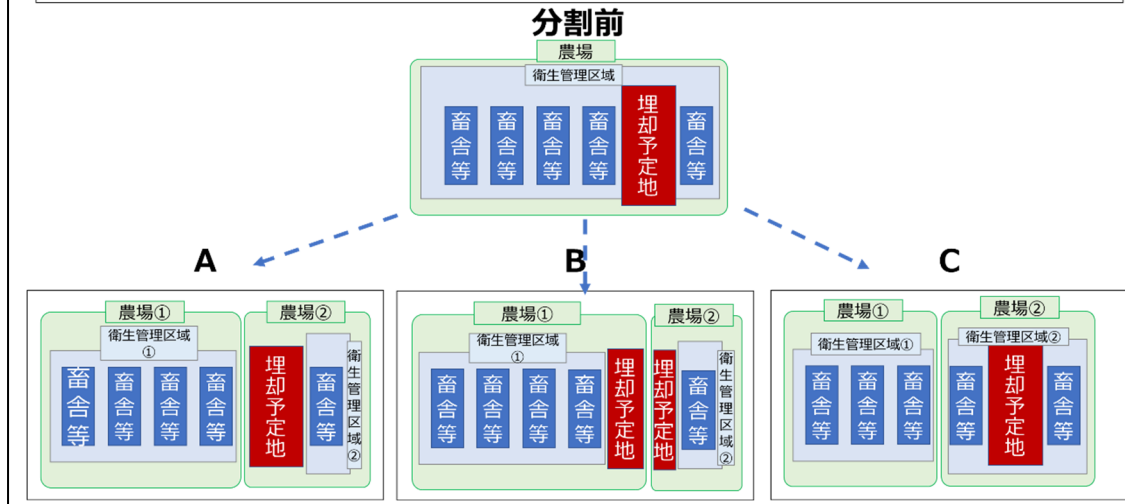 分割前
農場
衛生管理区域
畜舎等
畜舎等
畜舎等
畜舎等
埋却予定地
畜舎等
A
B
C
農場①
衛生管理区域
①
畜舎等
畜舎等
畜舎等
畜舎等
農場②
埋却予定地
畜舎等
衛生管理区域②
農場①
衛生管理区域
①
畜舎等
畜舎等
畜舎等
畜舎等
埋却予定地
農場②
埋却予定地
畜舎等
衛生管理区域②
農場①
衛生管理区域①
畜舎等
畜舎等
畜舎等
農場②
衛生管理区域②
畜舎等
埋却予定地
畜舎等